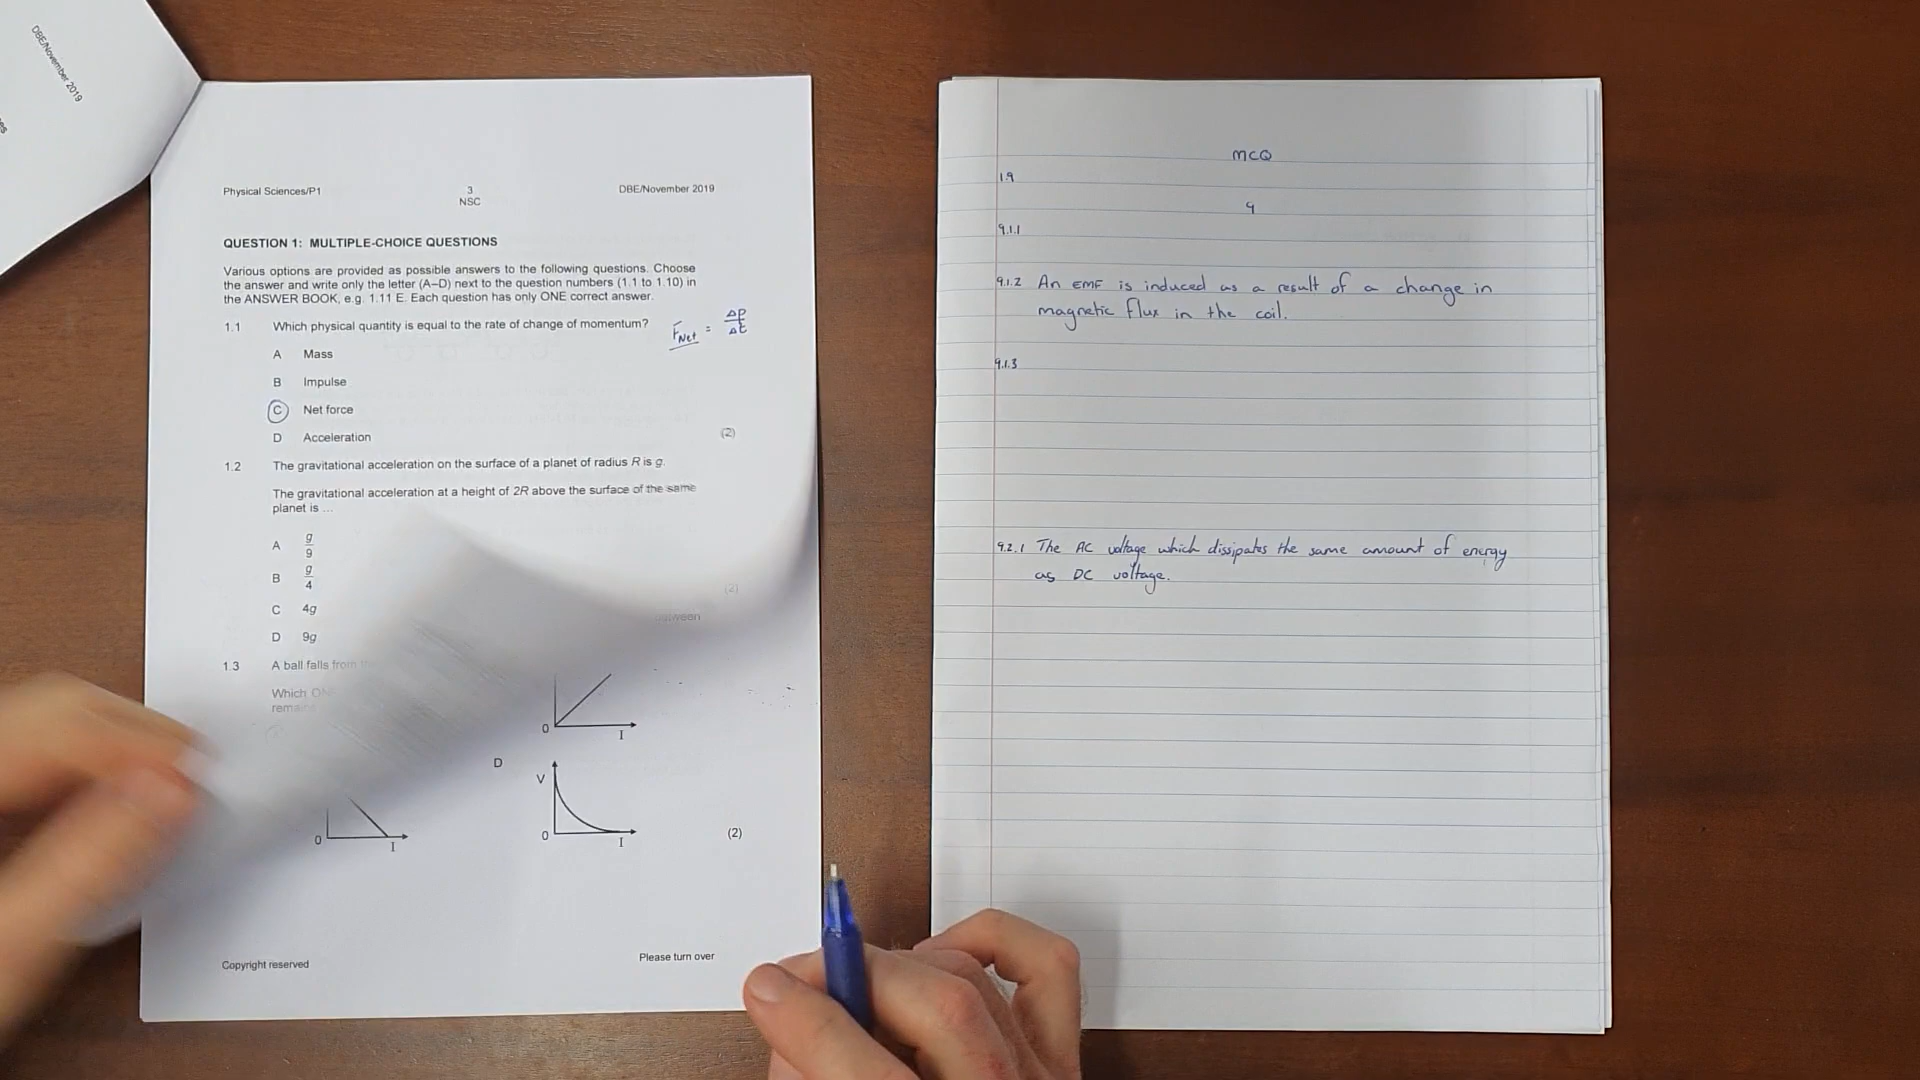 DBE/November 2019
Physical Sciences/P1
3
NSC
DBE/November 2019
QUESTION 1: MULTIPLE-CHOICE QUESTIONS
Various options are provided as possible answers to the following questions. Choose
the answer and write only the letter (A–D) next to the question numbers (1.1 to 1.10) in
the ANSWER BOOK, e.g. 1.11 E. Each question has only ONE correct answer.
1.1 Which physical quantity is equal to the rate of change of momentum?
FNet = Δp/Δt
A Mass
B Impulse
C Net force
D Acceleration
(2)
1.2 The gravitational acceleration on the surface of a planet of radius R is g.
The gravitational acceleration at a height of 2R above the surface of the same
planet is ...
A g/9
B g/4
C 4g
D 9g
(2)
between
1.3 A ball falls from
Which
0 I
D
V
0 I
0 I
(2)
Copyright reserved
Please turn over
MCQ
1.9
9
9.1.1
9.1.2 An EMF is induced as a result of a change in
magnetic flux in the coil.
9.1.3
9.2.1 The AC voltage which dissipates the same amount of energy
as DC voltage.